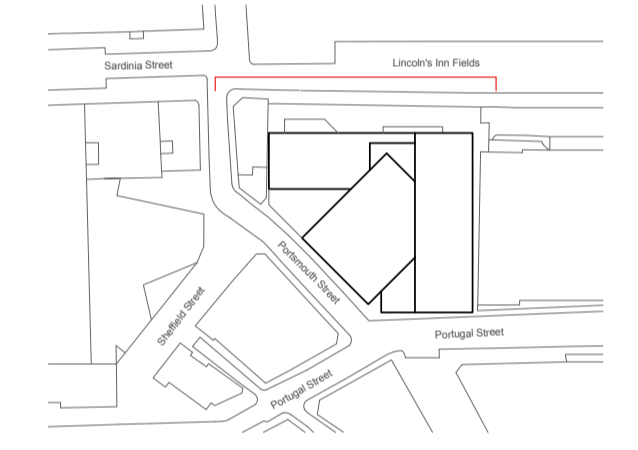 Sardinia Street
Lincoln's Inn Fields
Portsmouth Street
Sheffield Street
Portugal Street
Portugal Street